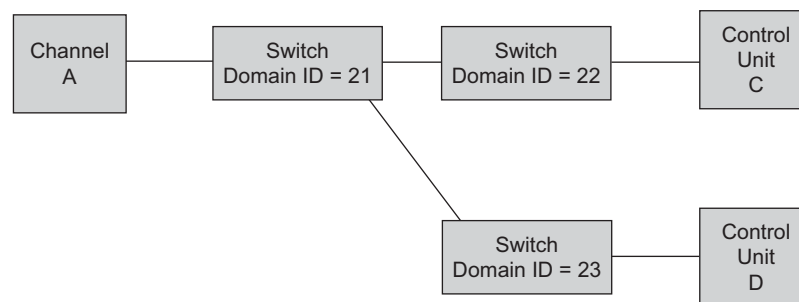 Channel
A
Switch
Domain ID = 21
Switch
Domain ID = 22
Control
Unit
C
Switch
Domain ID = 23
Control
Unit
D